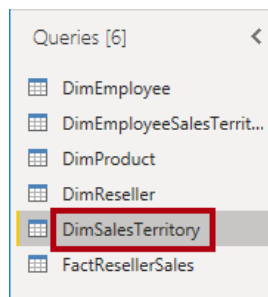 Queries [6]
DimEmployee
DimEmployeeSalesTerrit...
DimProduct
DimReseller
DimSalesTerritory
FactResellerSales